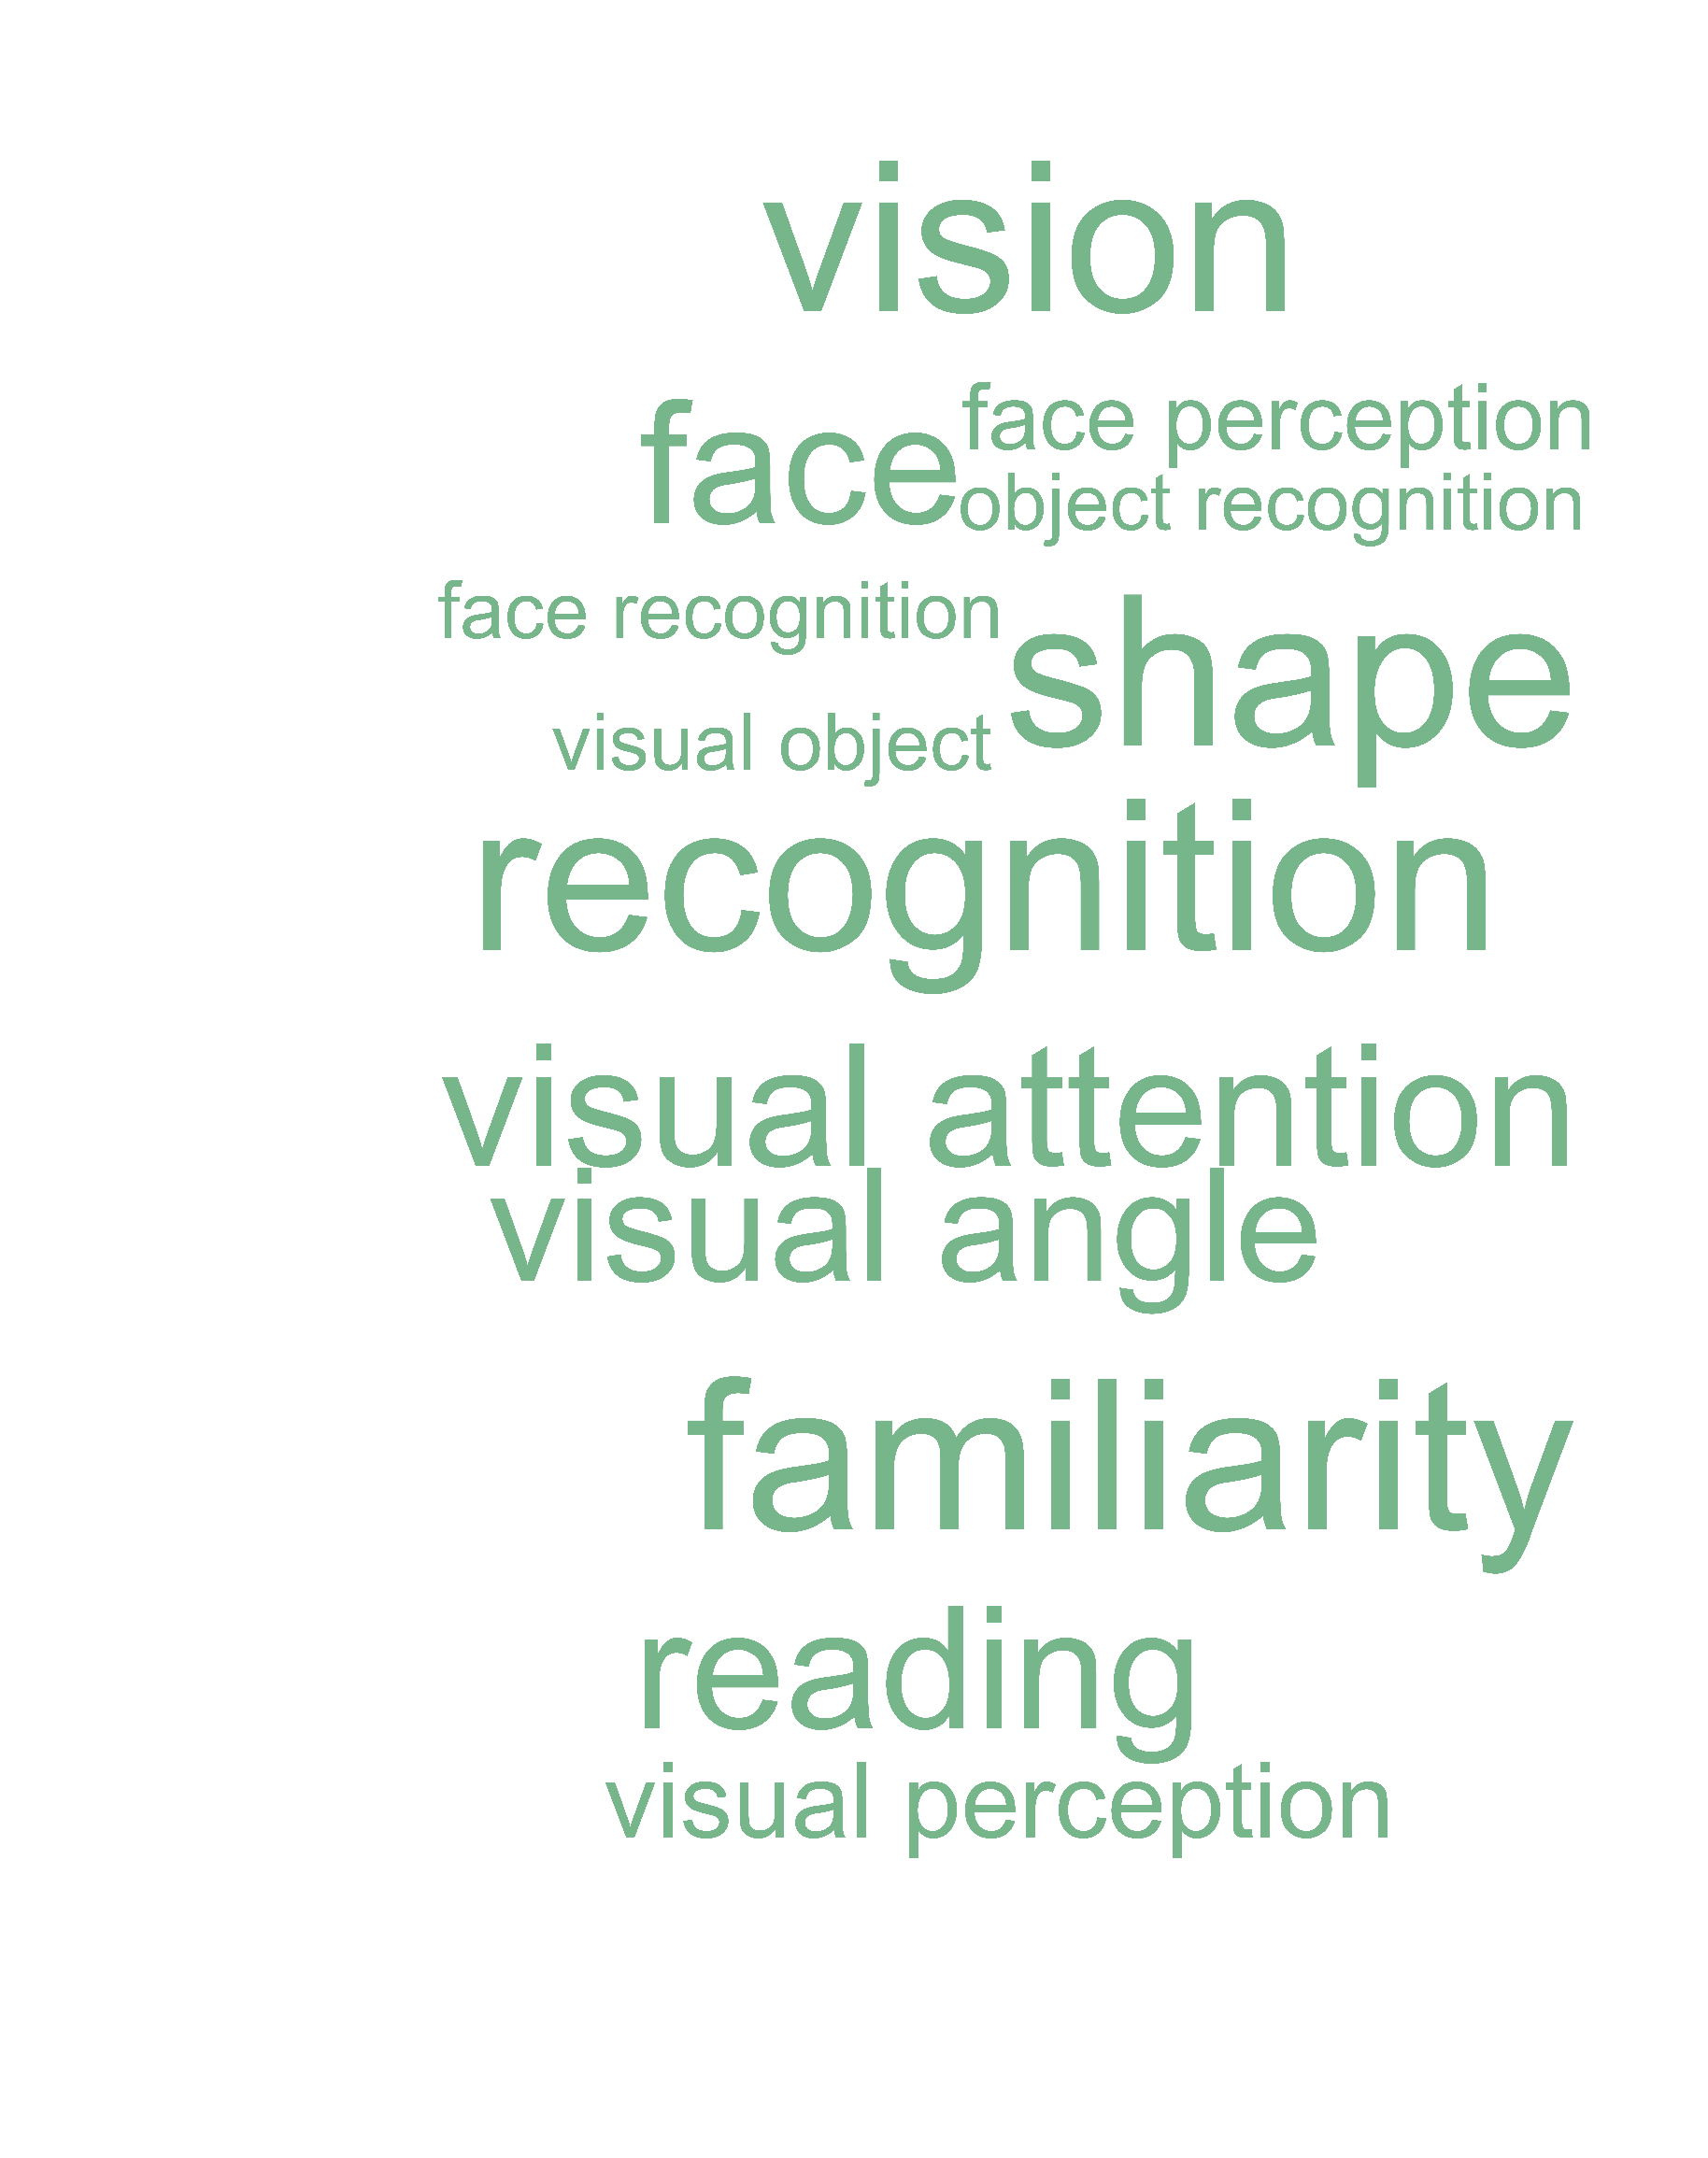 vision
face
face perception
object recognition
face recognition
shape
visual object
recognition
visual attention
visual angle
familiarity
reading
visual perception